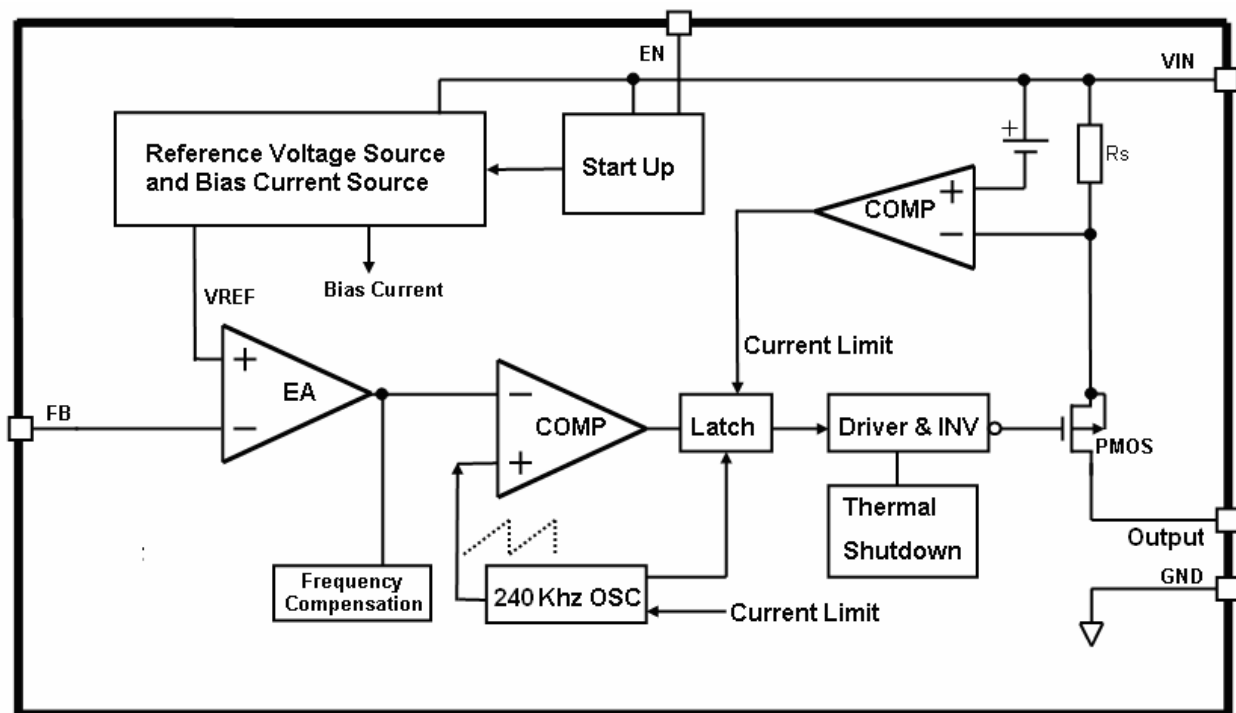 EN
VIN
Reference Voltage Source
and Bias Current Source
Start Up
+
Rs
COMP
+
−
Bias Current
VREF
Current Limit
+
EA
−
FB
−
COMP
+
Latch
Driver & INV
PMOS
Thermal
Shutdown
Output
GND
Frequency
Compensation
240 Khz OSC
Current Limit